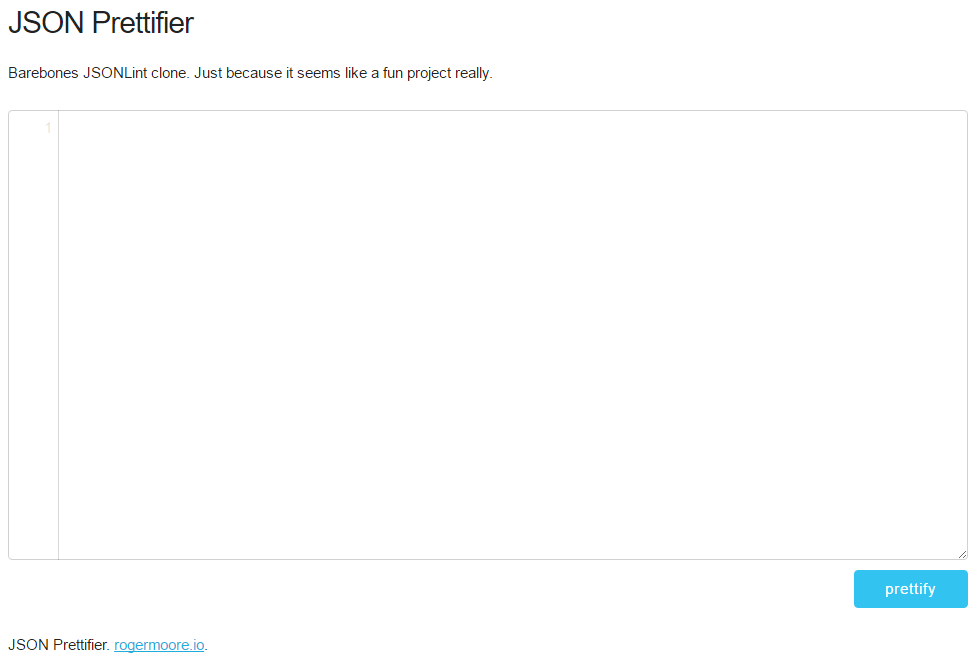 JSON Prettifier
Barebones JSONLint clone. Just because it seems like a fun project really.
1
prettify
JSON Prettifier. rogermoore.io.